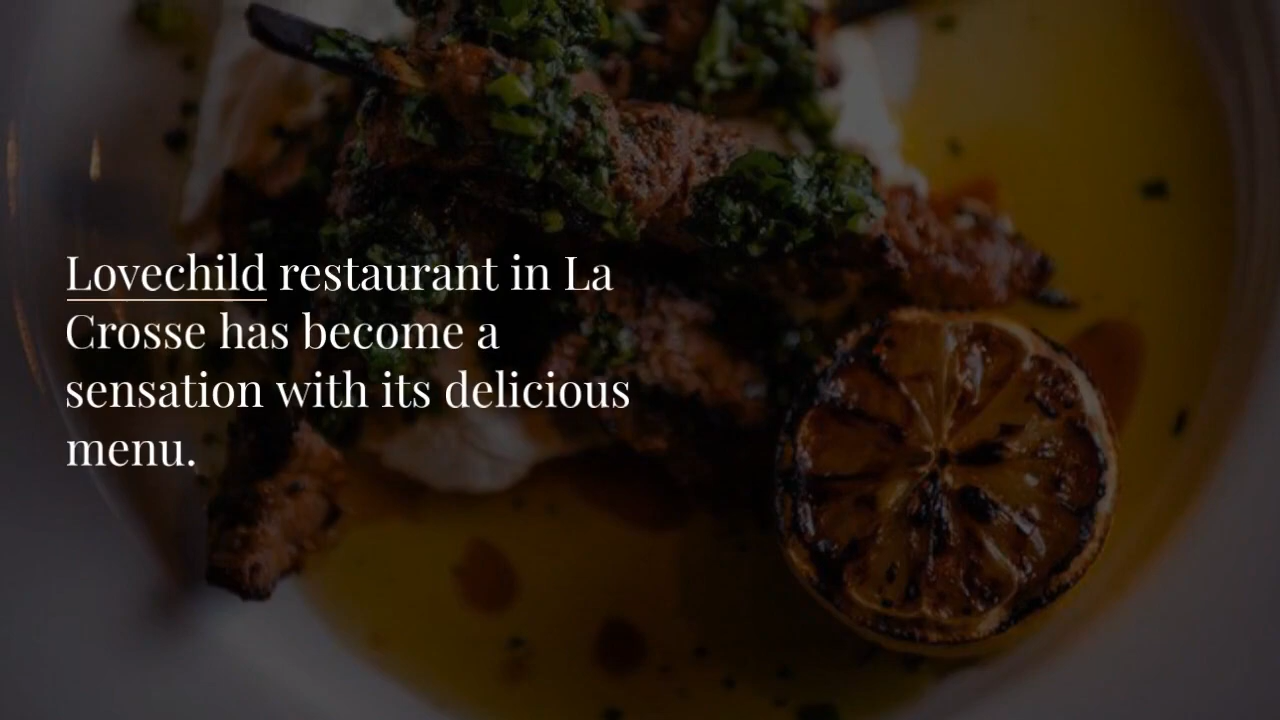 Lovechild restaurant in La
Crosse has become a
sensation with its delicious
menu.